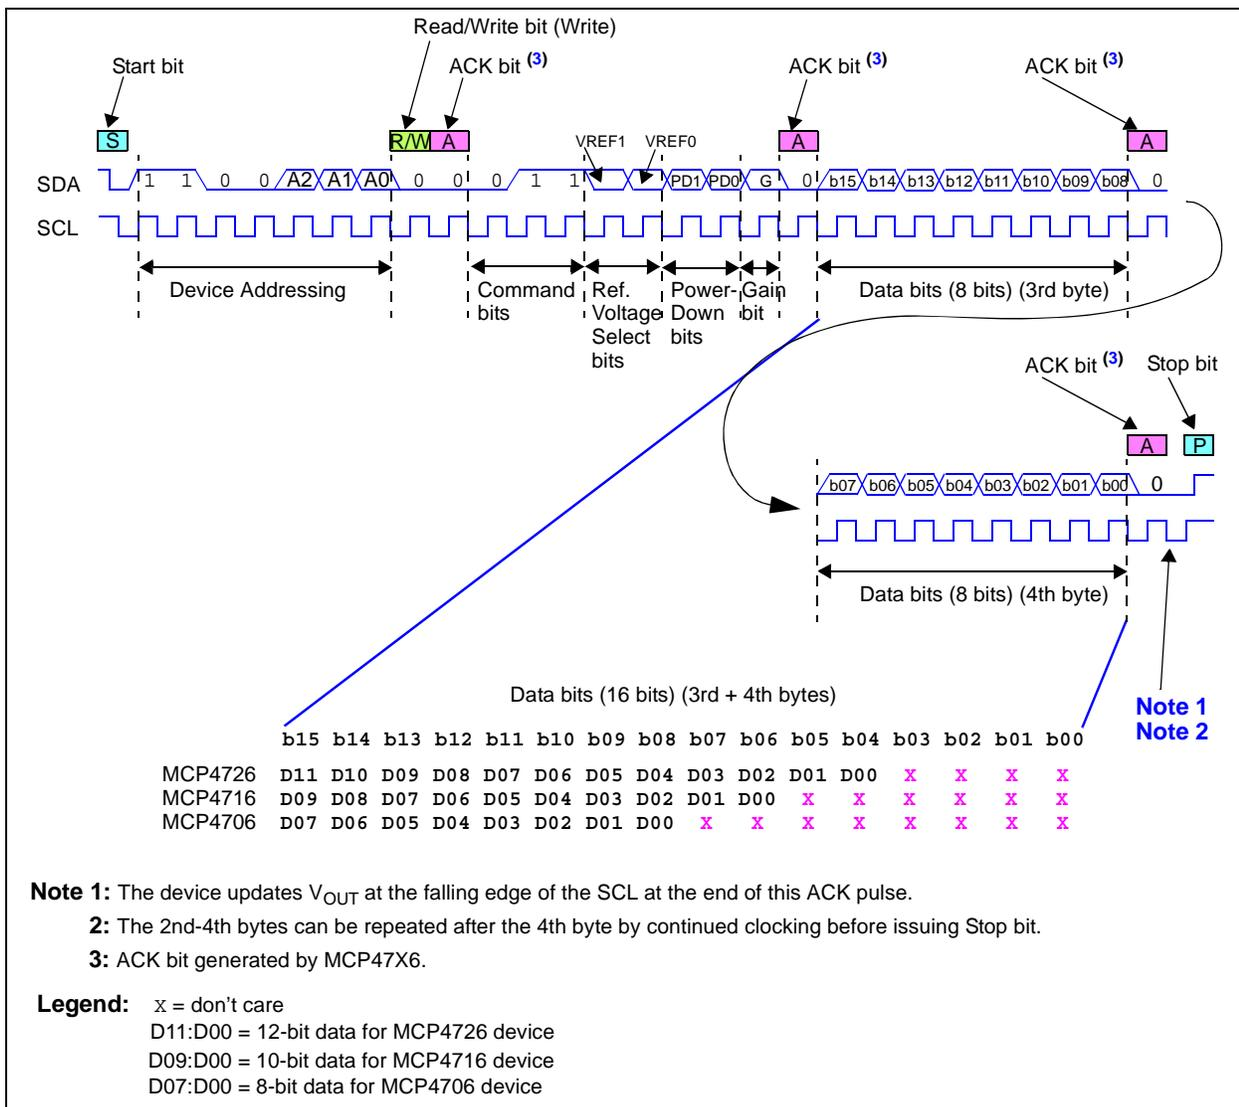 Read/Write bit (Write)
Start bit
ACK bit (3)
ACK bit (3)
ACK bit (3)
S
R/W
A
A
A
VREF1
VREF0
SDA
1 1 0 0 A2 A1 A0 0 0 0 1 1 PD1 PD0 G 0 b15 b14 b13 b12 b11 b10 b09 b08 0
SCL
Device Addressing
Command bits
Ref. Voltage Select bits
Power-Down bits
Gain bit
Data bits (8 bits) (3rd byte)
ACK bit (3)
Stop bit
A
P
b07 b06 b05 b04 b03 b02 b01 b00 0
Data bits (8 bits) (4th byte)
Note 1
Note 2
Data bits (16 bits) (3rd + 4th bytes)
b15 b14 b13 b12 b11 b10 b09 b08 b07 b06 b05 b04 b03 b02 b01 b00
MCP4726 D11 D10 D09 D08 D07 D06 D05 D04 D03 D02 D01 D00 X X X X
MCP4716 D09 D08 D07 D06 D05 D04 D03 D02 D01 D00 X X X X X X
MCP4706 D07 D06 D05 D04 D03 D02 D01 D00 X X X X X X X X
Note 1: The device updates VOUT at the falling edge of the SCL at the end of this ACK pulse.
2: The 2nd-4th bytes can be repeated after the 4th byte by continued clocking before issuing Stop bit.
3: ACK bit generated by MCP47X6.
Legend: X = don't care
D11:D00 = 12-bit data for MCP4726 device
D09:D00 = 10-bit data for MCP4716 device
D07:D00 = 8-bit data for MCP4706 device